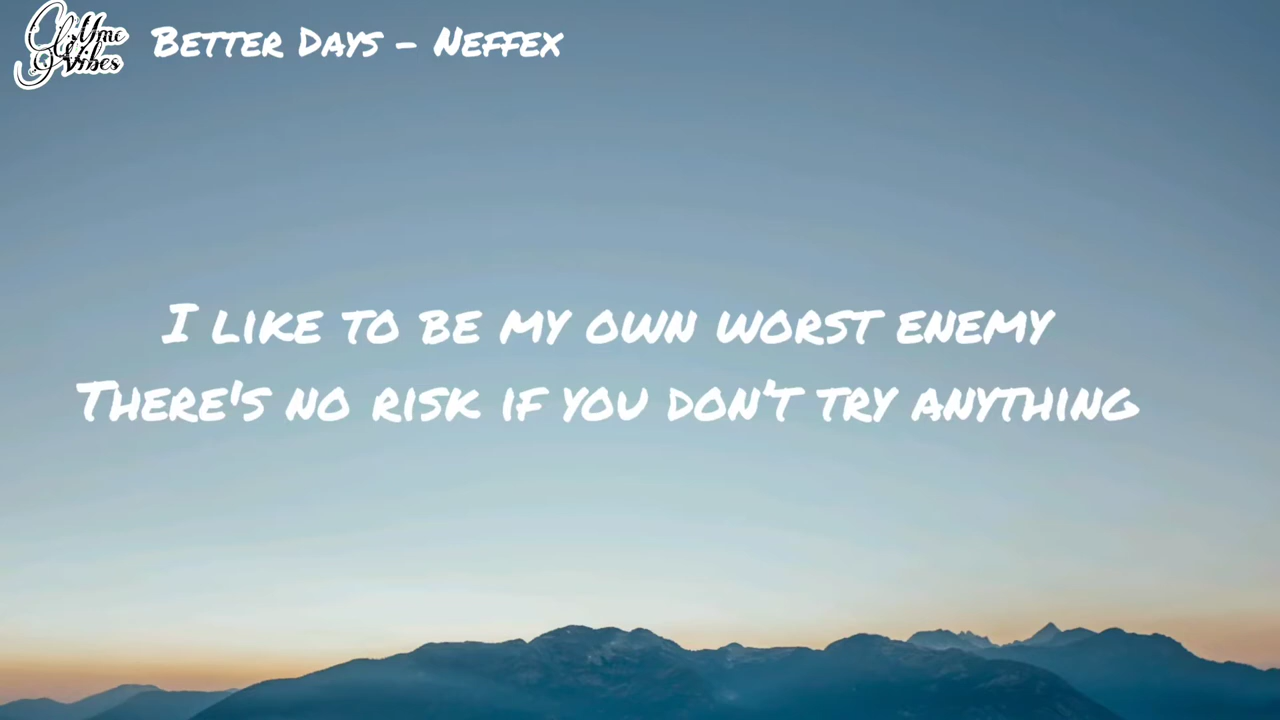 Better Days - Neffex
I like to be my own worst enemy
There's no risk if you don't try anything